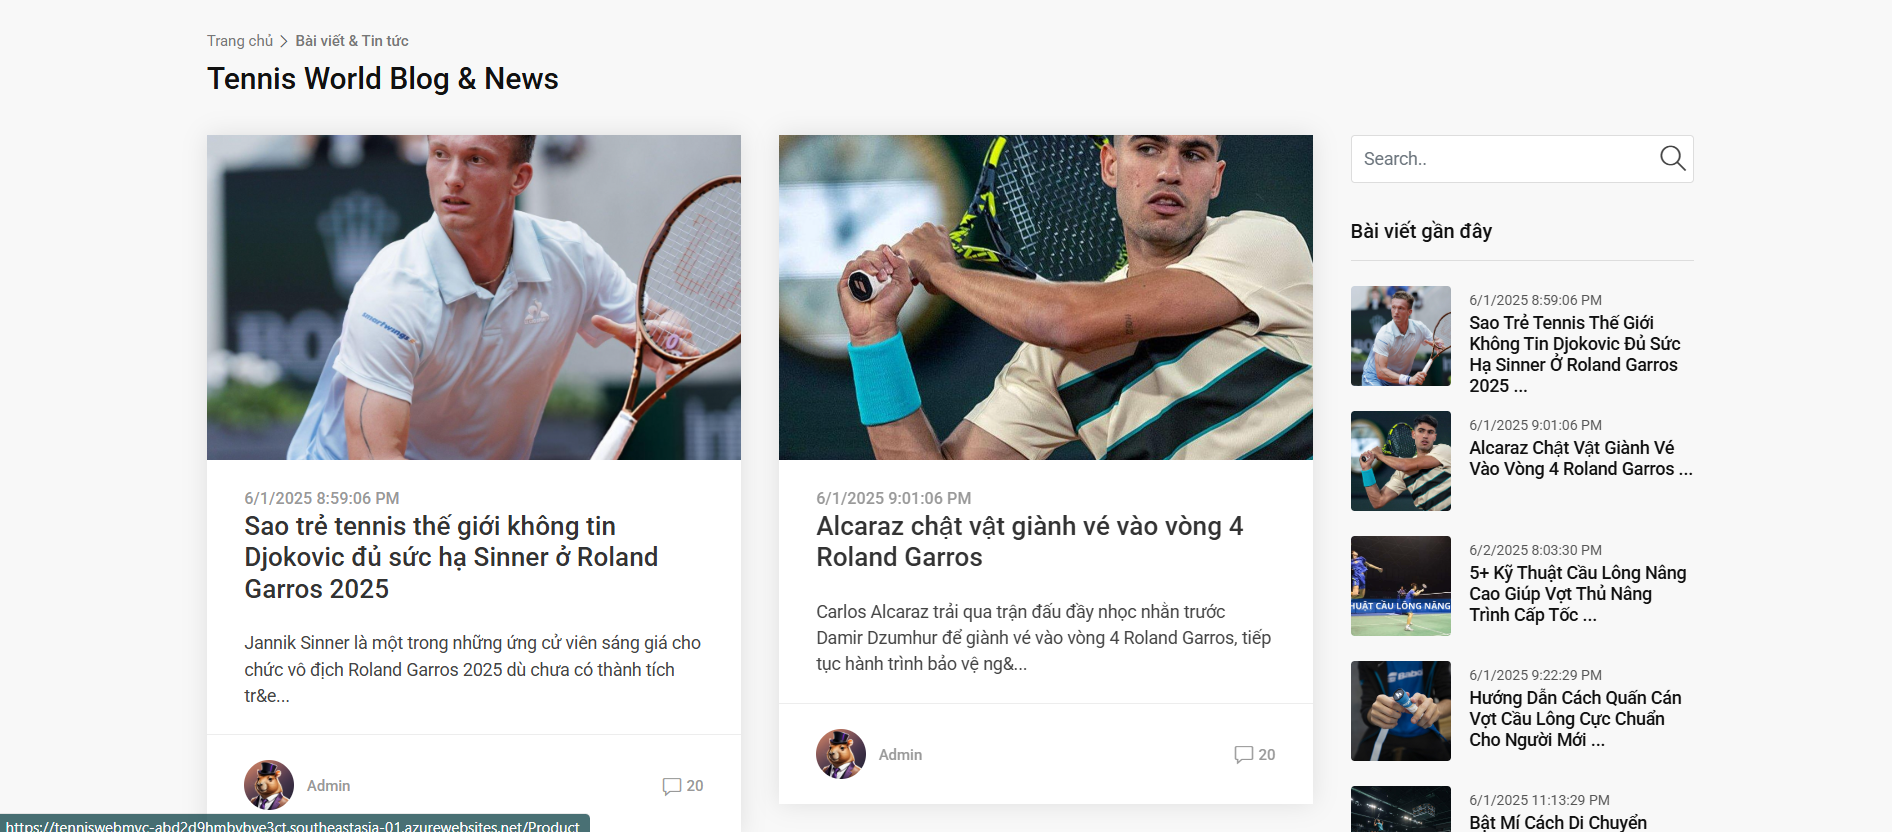 Trang chủ > Bài viết & Tin tức
Tennis World Blog & News
smartwings
6/1/2025 8:59:06 PM
Sao trẻ tennis thế giới không tin
Djokovic đủ sức hạ Sinner ở Roland
Garros 2025
Jannik Sinner là một trong những ứng cử viên sáng giá cho
chức vô địch Roland Garros 2025 dù chưa có thành tích
tr&e...
Admin
20
6/1/2025 9:01:06 PM
Alcaraz chật vật giành vé vào vòng 4
Roland Garros
Carlos Alcaraz trải qua trận đấu đầy nhọc nhằn trước
Damir Dzumhur để giành vé vào vòng 4 Roland Garros, tiếp
tục hành trình bảo vệ ng&...
Admin
20
Search..
Bài viết gần đây
6/1/2025 8:59:06 PM
Sao Trẻ Tennis Thế Giới
Không Tin Djokovic Đủ Sức
Hạ Sinner Ở Roland Garros
2025 ...
6/1/2025 9:01:06 PM
Alcaraz Chật Vật Giành Vé
Vào Vòng 4 Roland Garros ...
6/2/2025 8:03:30 PM
5+ Kỹ Thuật Cầu Lông Nâng
Cao Giúp Vợt Thủ Nâng
Trình Cấp Tốc ...
HUẬT CẦU LÔNG NÂNG
6/1/2025 9:22:29 PM
Hướng Dẫn Cách Quấn Cán
Vợt Cầu Lông Cực Chuẩn
Cho Người Mới ...
Babol
6/1/2025 11:13:29 PM
Bật Mí Cách Di Chuyển
https://tenniswebmvc-abd2d9hmbvbye3ct.southeastasia-01.azurewebsites.net/Product